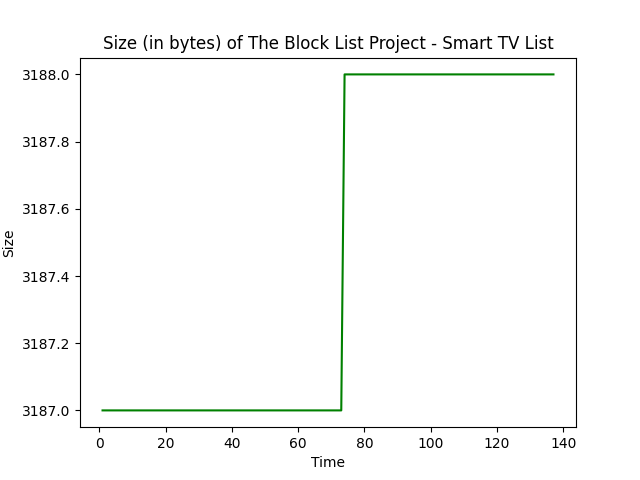 Size (in bytes) of The Block List Project - Smart TV List
3188.0
3187.8
3187.6
3187.4
3187.2
3187.0
Size
0 20 40 60 80 100 120 140
Time